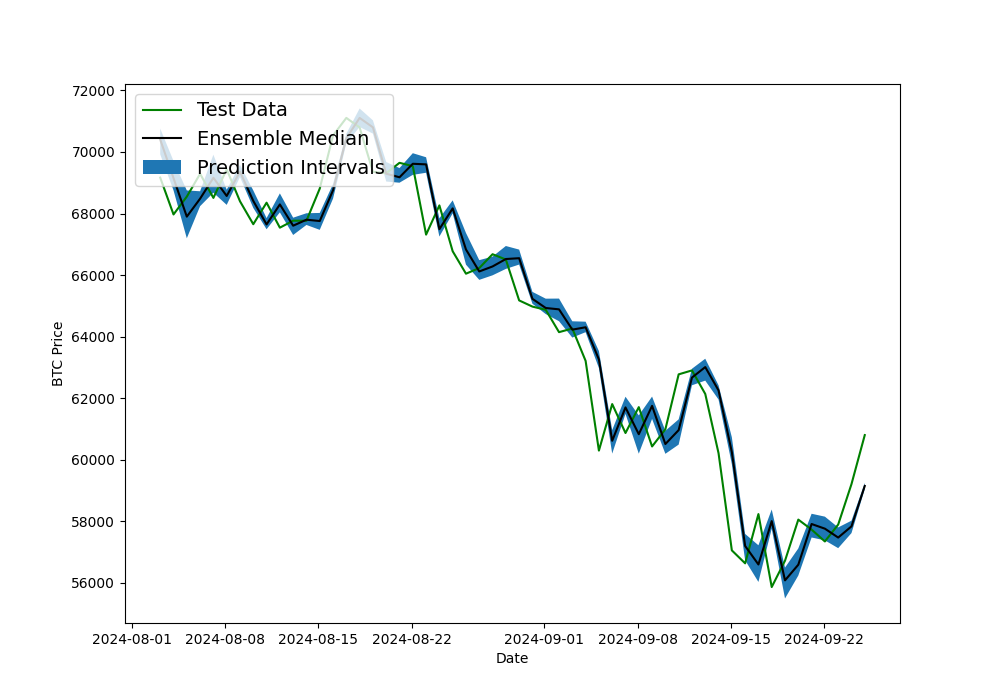 72000
70000
68000
66000
64000
62000
60000
58000
56000
BTC Price
Test Data
Ensemble Median
Prediction Intervals
2024-08-01 2024-08-08 2024-08-15 2024-08-22 2024-09-01 2024-09-08 2024-09-15 2024-09-22
Date